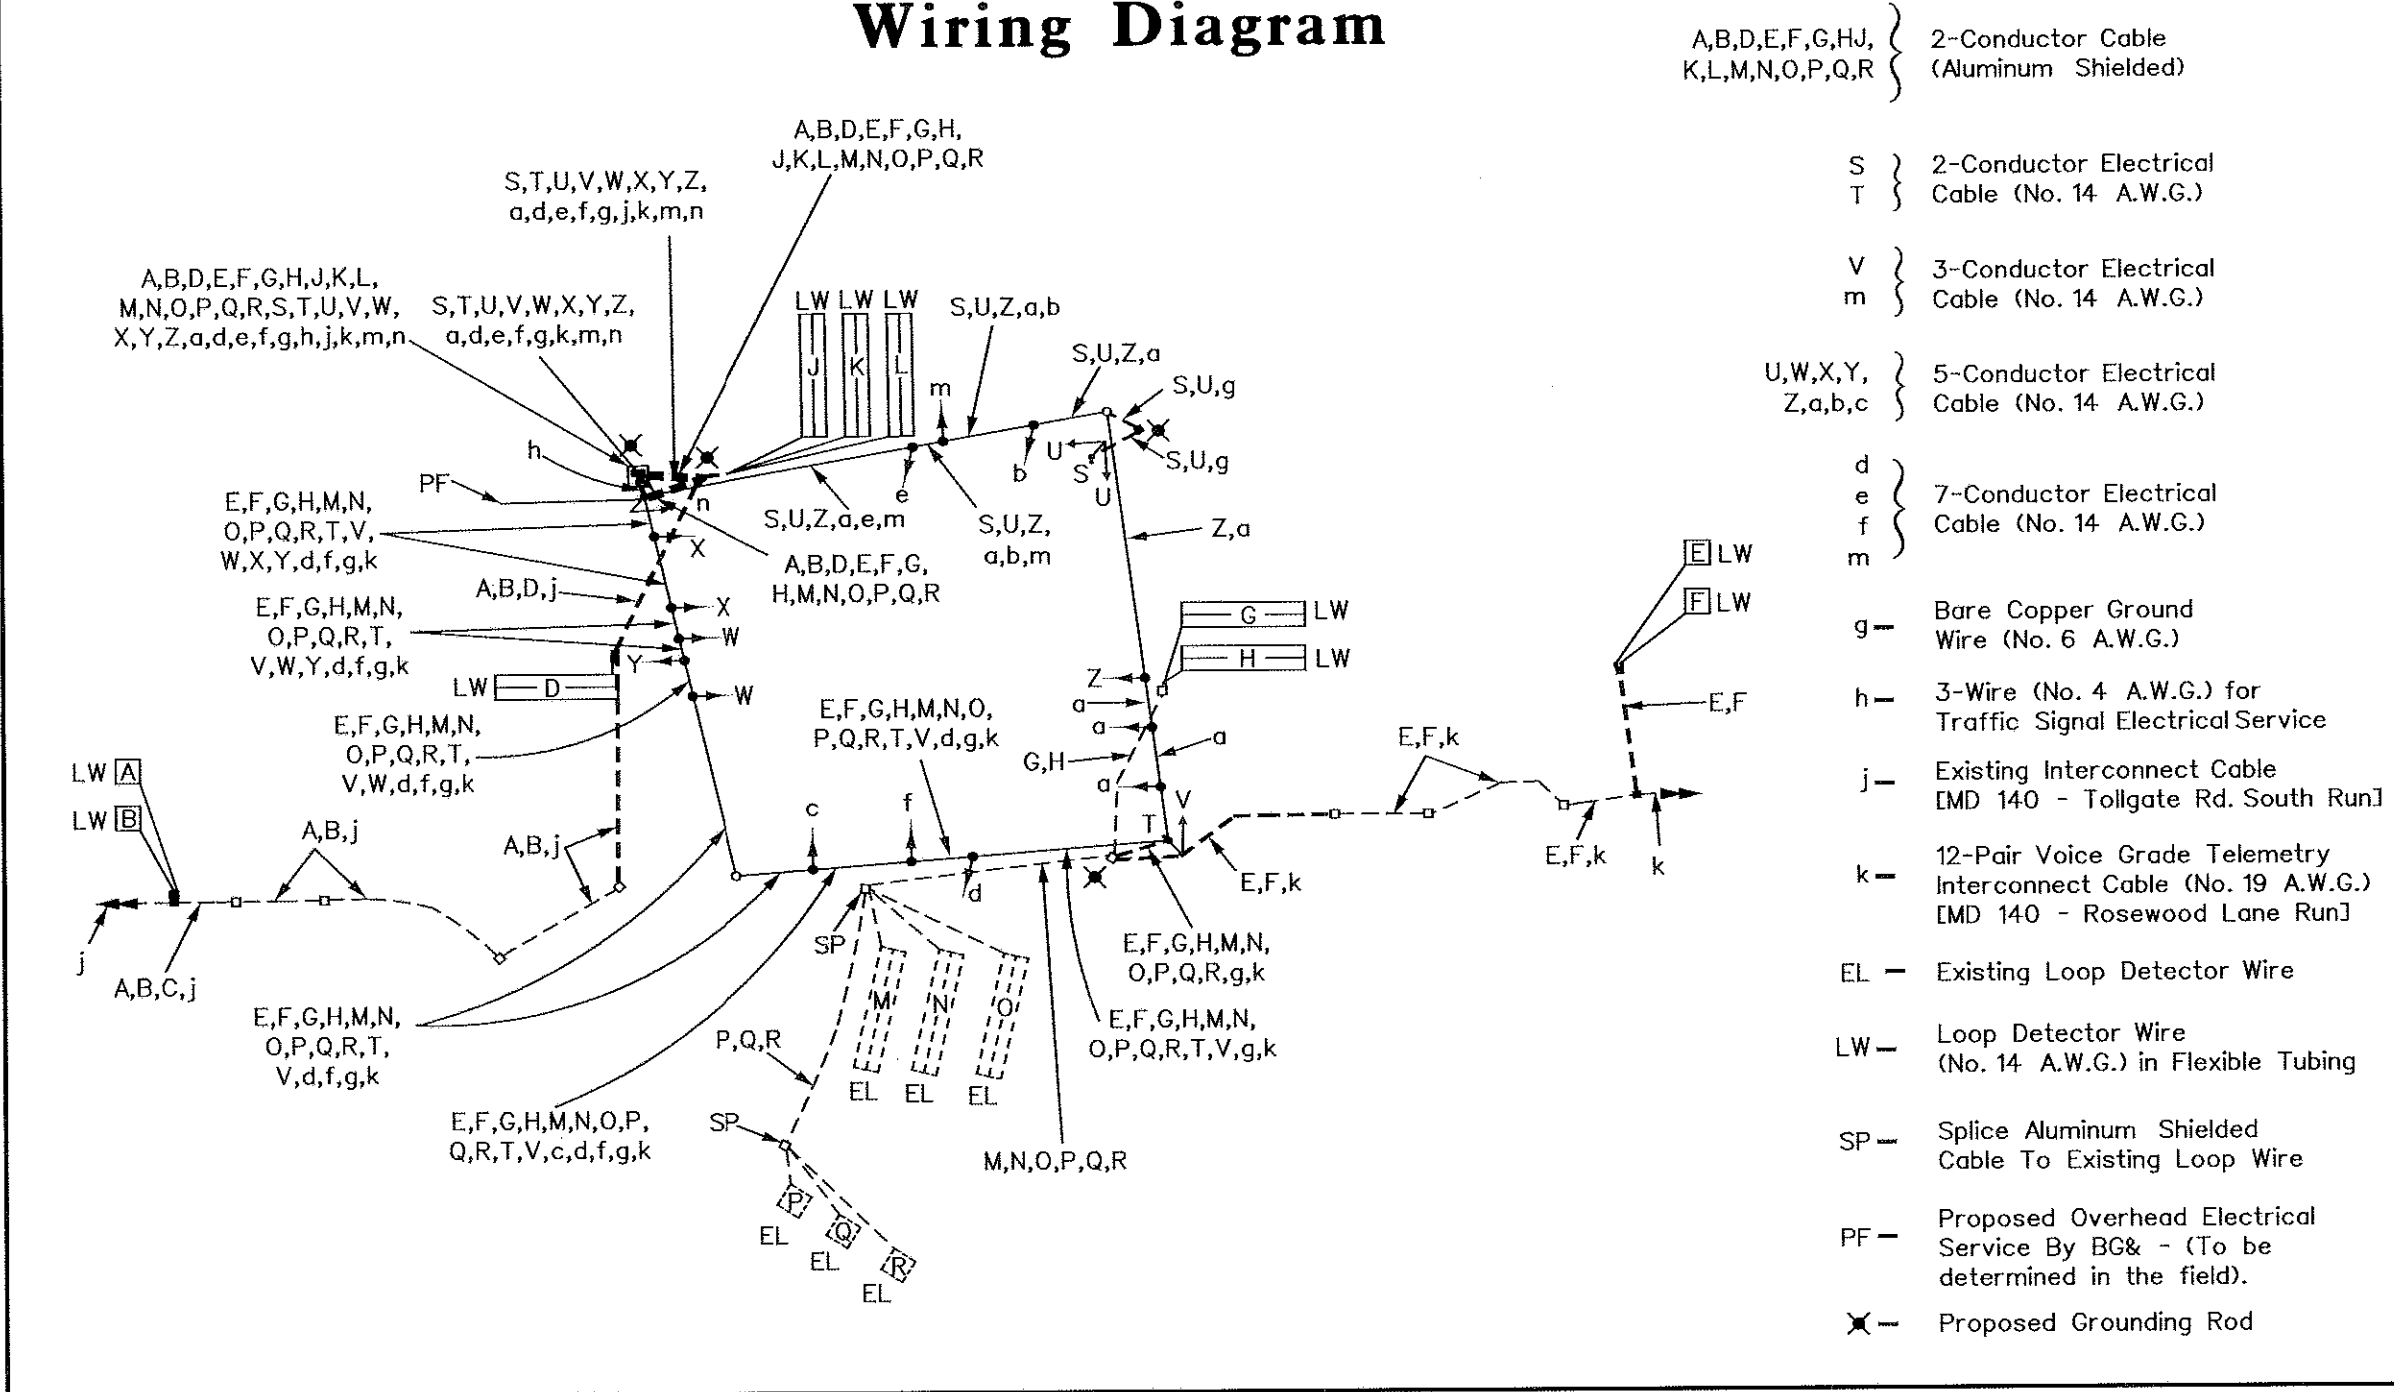 Wiring Diagram
A,B,D,E,F,G,HJ,
K,L,M,N,O,P,Q,R
2-Conductor Cable
(Aluminum Shielded)
S
T
2-Conductor Electrical
Cable (No. 14 A.W.G.)
V
m
3-Conductor Electrical
Cable (No. 14 A.W.G.)
U,W,X,Y,
Z,a,b,c
5-Conductor Electrical
Cable (No. 14 A.W.G.)
d
e
f
m
7-Conductor Electrical
Cable (No. 14 A.W.G.)
g—
Bare Copper Ground
Wire (No. 6 A.W.G.)
h—
3-Wire (No. 4 A.W.G.) for
Traffic Signal Electrical Service
j—
Existing Interconnect Cable
[MD 140 - Tollgate Rd. South Run]
k—
12-Pair Voice Grade Telemetry
Interconnect Cable (No. 19 A.W.G.)
[MD 140 - Rosewood Lane Run]
EL —
Existing Loop Detector Wire
LW—
Loop Detector Wire
(No. 14 A.W.G.) in Flexible Tubing
SP—
Splice Aluminum Shielded
Cable To Existing Loop Wire
PF—
Proposed Overhead Electrical
Service By BG& - (To be
determined in the field).
Proposed Grounding Rod
A,B,D,E,F,G,H,
J,K,L,M,N,O,P,Q,R
S,T,U,V,W,X,Y,Z,
a,d,e,f,g,j,k,m,n
A,B,D,E,F,G,H,J,K,L,
M,N,O,P,Q,R,S,T,U,V,W,
X,Y,Z,a,d,e,f,g,h,j,k,m,n
S,T,U,V,W,X,Y,Z,
a,d,e,f,g,k,m,n
LW LW LW
J
K
L
S,U,Z,a,b
m
S,U,Z,a
S,U,g
S,U,g
U
S
U
b
e
h
PF
n
Z
S,U,Z,a,e,m
S,U,Z,
a,b,m
Z,a
E,F,G,H,M,N,
O,P,Q,R,T,V,
W,X,Y,d,f,g,k
X
A,B,D,E,F,G,
H,M,N,O,P,Q,R
A,B,D,j
X
E,F,G,H,M,N,
O,P,Q,R,T,
V,W,Y,d,f,g,k
W
Y
LW
D
W
G
LW
H
LW
E
LW
F
LW
Z
a
a
a
G,H
a
E,F
E,F,G,H,M,N,O,
P,Q,R,T,V,d,g,k
E,F,G,H,M,N,
O,P,Q,R,T,
V,W,d,f,g,k
E,F,k
LW
A
LW
B
A,B,j
A,B,j
c
f
V
T
E,F,k
E,F,k
k
d
j
A,B,C,j
SP
E,F,G,H,M,N,
O,P,Q,R,g,k
E,F,G,H,M,N,
O,P,Q,R,T,
V,d,f,g,k
M
N
O
E,F,G,H,M,N,
O,P,Q,R,T,V,g,k
P,Q,R
EL
EL
EL
SP
E,F,G,H,M,N,O,P,
Q,R,T,V,c,d,f,g,k
M,N,O,P,Q,R
P
EL
Q
EL
R
EL